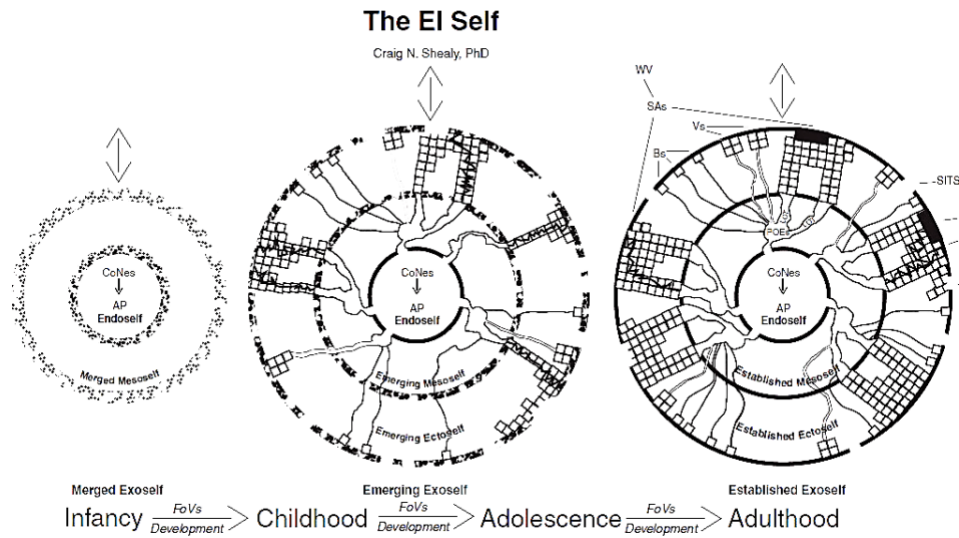 The EI Self
Craig N. Shealy, PhD
CoNes
AP
Endoself
Merged Mesoself
CoNes
AP
Endoself
Emerging Mesoself
Emerging Ectoself
WV
SAs
Vs
Bs
SITS
FOEs
CoNes
AP
Endoself
Established Mesoself
Established Ectoself
Merged Exoself
Emerging Exoself
Established Exoself
Infancy FoVs Development Childhood FoVs Development Adolescence FoVs Development Adulthood